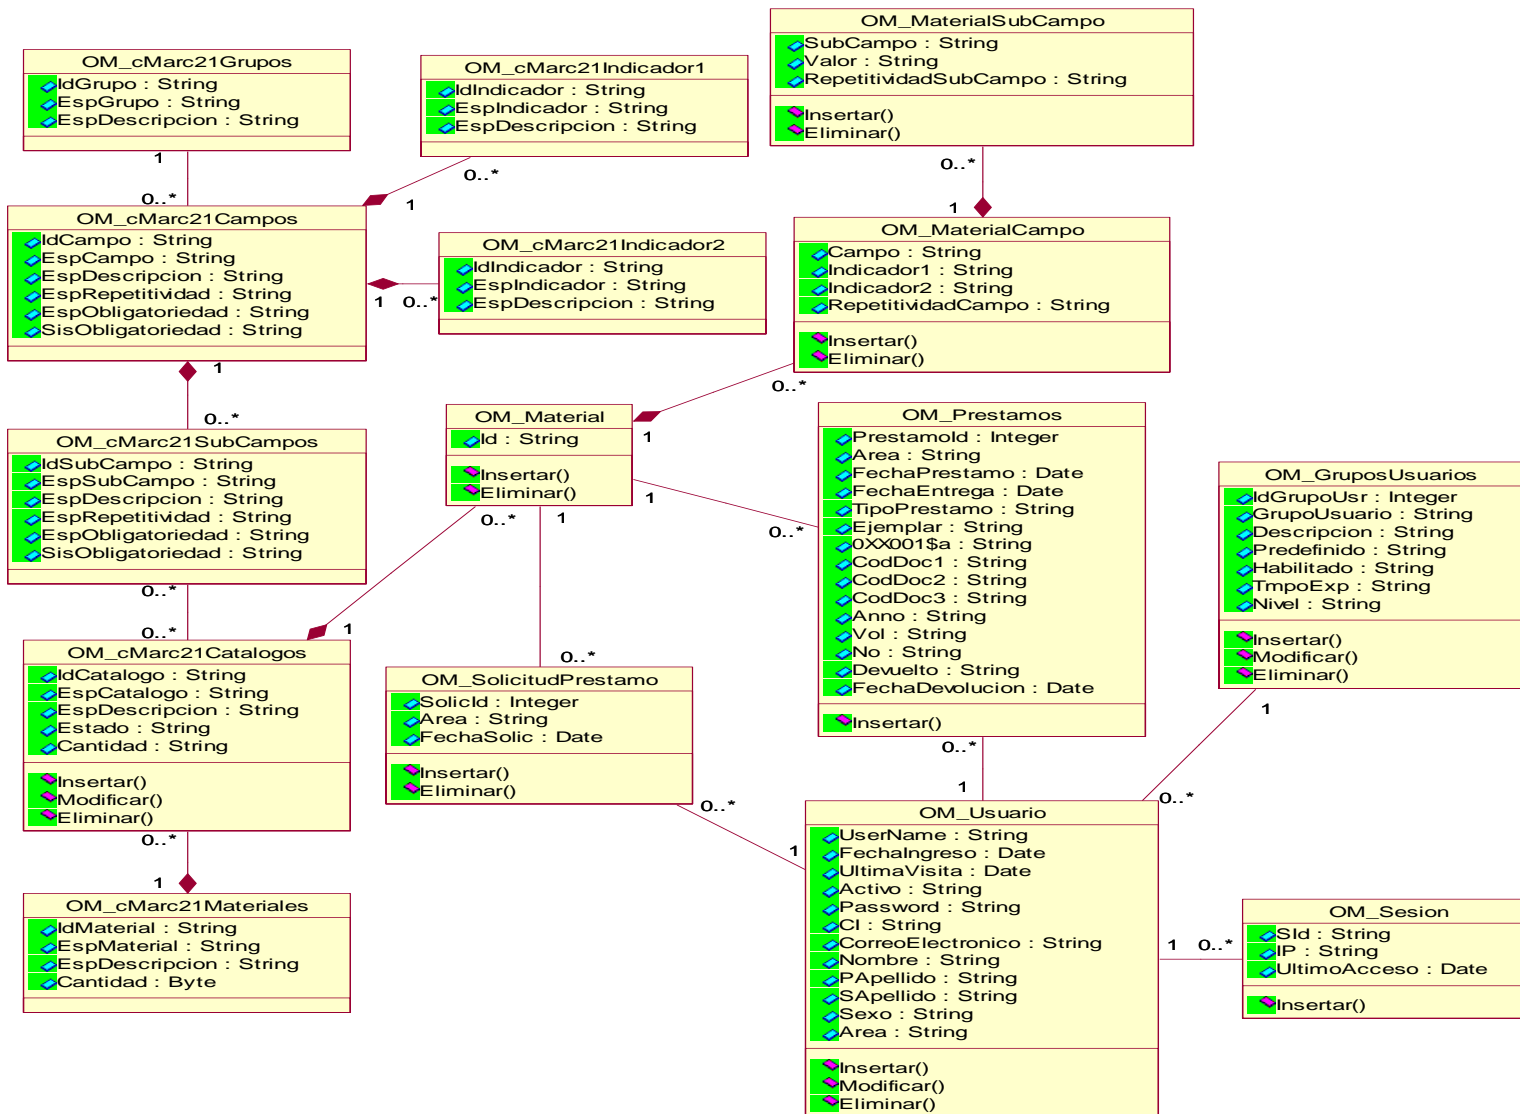 OM_cMarc21Grupos
IdGrupo : String
EspGrupo : String
EspDescripcion : String
1
0..*
OM_cMarc21Indicador1
IdIndicador : String
EspIndicador : String
EspDescripcion : String
0..*
1
OM_MaterialSubCampo
SubCampo : String
Valor : String
RepetitividadSubCampo : String
Insertar()
Eliminar()
0..*
1
OM_cMarc21Campos
IdCampo : String
EspCampo : String
EspDescripcion : String
EspRepetitividad : String
EspObligatoriedad : String
SisObligatoriedad : String
1
0..*
OM_cMarc21Indicador2
IdIndicador : String
EspIndicador : String
EspDescripcion : String
1
0..*
OM_MaterialCampo
Campo : String
Indicador1 : String
Indicador2 : String
RepetitividadCampo : String
Insertar()
Eliminar()
0..*
1
OM_Material
Id : String
Insertar()
Eliminar()
0..*
1
1
0..*
OM_Prestamos
PrestamoId : Integer
Area : String
FechaPrestamo : Date
FechaEntrega : Date
TipoPrestamo : String
Ejemplar : String
0XX001$a : String
CodDoc1 : String
CodDoc2 : String
CodDoc3 : String
Anno : String
Vol : String
No : String
Devuelto : String
FechaDevolucion : Date
Insertar()
0..*
1
OM_GruposUsuarios
IdGrupoUsr : Integer
GrupoUsuario : String
Descripcion : String
Predefinido : String
Habilitado : String
TmpoExp : String
Nivel : String
Insertar()
Modificar()
Eliminar()
1
0..*
OM_cMarc21SubCampos
IdSubCampo : String
EspSubCampo : String
EspDescripcion : String
EspRepetitividad : String
EspObligatoriedad : String
SisObligatoriedad : String
0..*
0..*
1
OM_cMarc21Catalogos
IdCatalogo : String
EspCatalogo : String
EspDescripcion : String
Estado : String
Cantidad : String
Insertar()
Modificar()
Eliminar()
0..*
1
0..*
OM_SolicitudPrestamo
SolicId : Integer
Area : String
FechaSolic : Date
Insertar()
Eliminar()
0..*
1
OM_cMarc21Materiales
IdMaterial : String
EspMaterial : String
EspDescripcion : String
Cantidad : Byte
OM_Usuario
UserName : String
FechaIngreso : Date
UltimaVisita : Date
Activo : String
Password : String
CI : String
CorreoElectronico : String
Nombre : String
PApellido : String
SApellido : String
Sexo : String
Area : String
Insertar()
Modificar()
Eliminar()
1
0..*
OM_Sesion
SId : String
IP : String
UltimoAcceso : Date
Insertar()